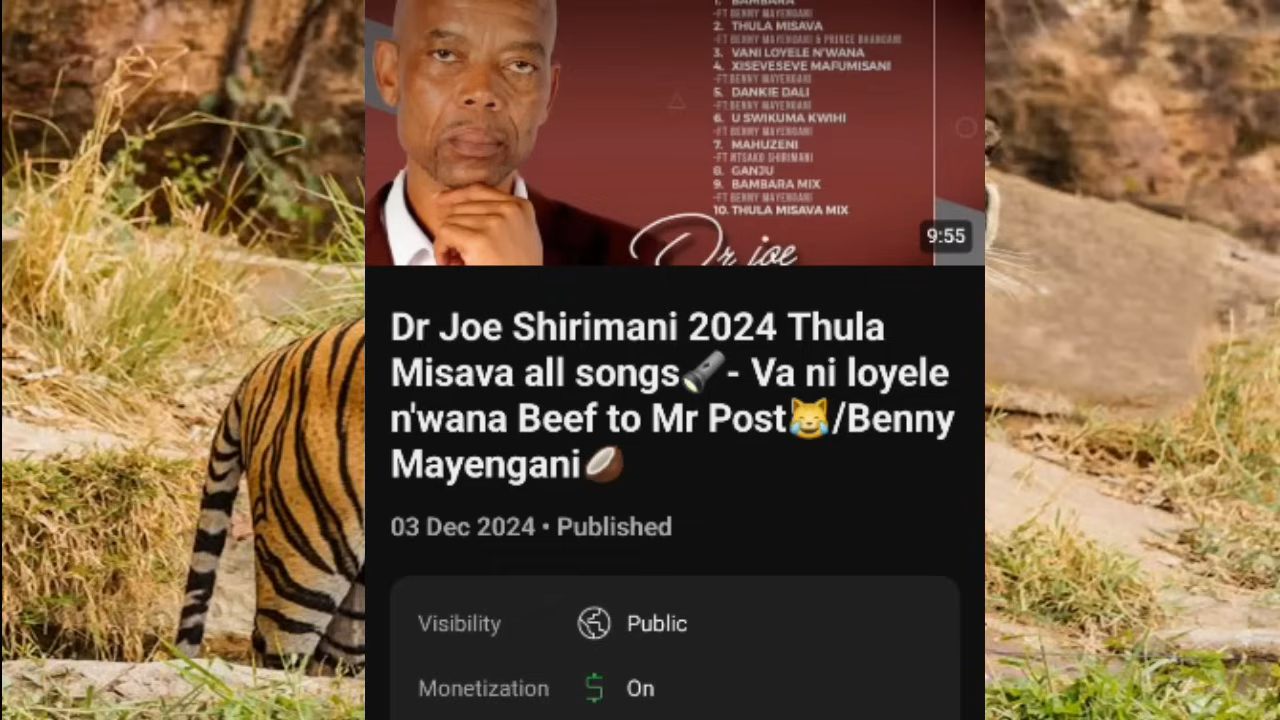 1. BAMBARA
-FT BENNY MAYENGANI
2. THULA MISAVA
-FT BENNY MAYENGANI & PRINCE BHANGANI
3. VANI LOYELE N'WANA
4. XISEVESEVE MAFUMISANI
-FT BENNY MAYENGANI
5. DANKIE DALI
-FT BENNY MAYENGANI
6. U SWIKUMA KWIHI
-FT BENNY MAYENGANI
7. MAHUZENI
-FT NTSAKO SHIRIMANI
8. GANJU
9. BAMBARA MIX
-FT BENNY MAYENGANI
10. THULA MISAVA MIX
Dr joe
9:55
Dr Joe Shirimani 2024 Thula
Misava all songs🔦- Va ni loyele
n'wana Beef to Mr Post😹/Benny
Mayengani🥥
03 Dec 2024 • Published
Visibility Public
Monetization On